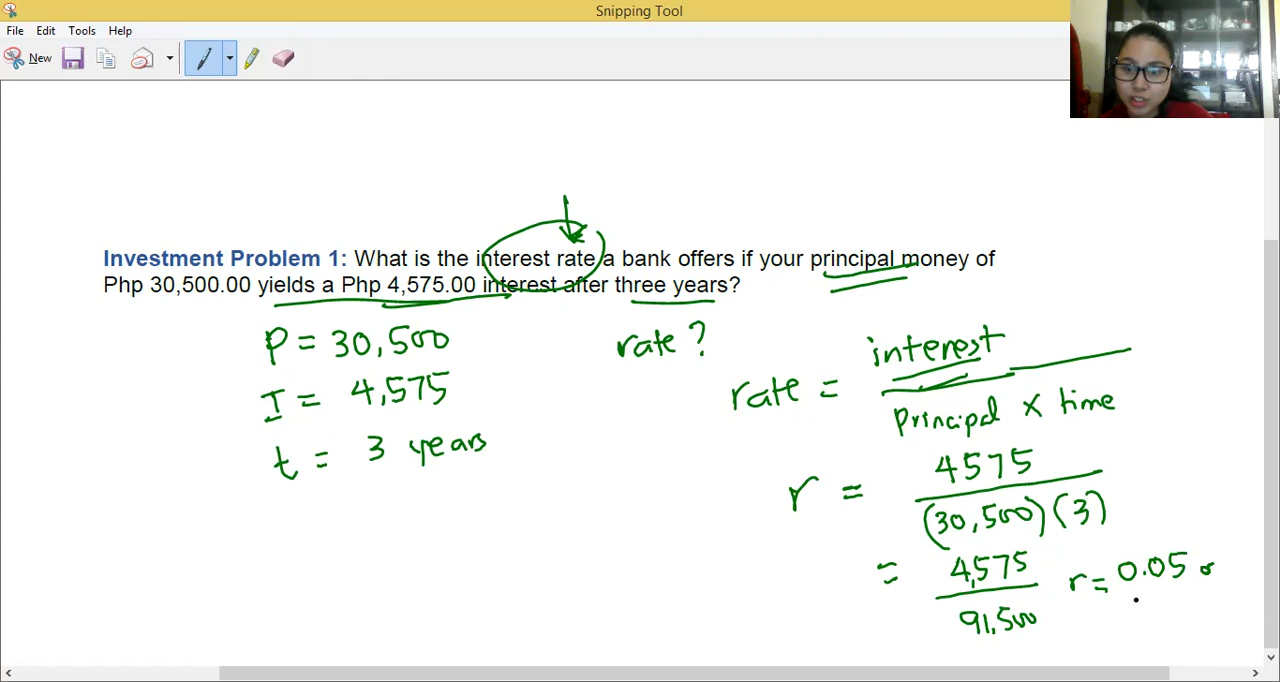 Snipping Tool
File Edit Tools Help
New
Investment Problem 1: What is the interest rate a bank offers if your principal money of
Php 30,500.00 yields a Php 4,575.00 interest after three years?
P = 30,500
I = 4,575
t = 3 years
rate?
rate = interest
principal x time
r = 4575
(30,500)(3)
= 4,575
91,500
r = 0.05 or